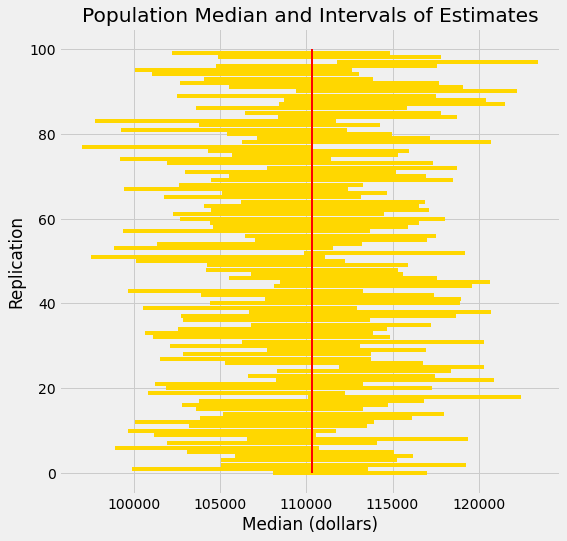 Population Median and Intervals of Estimates
100
80
60
40
20
0
Replication
100000 105000 110000 115000 120000
Median (dollars)